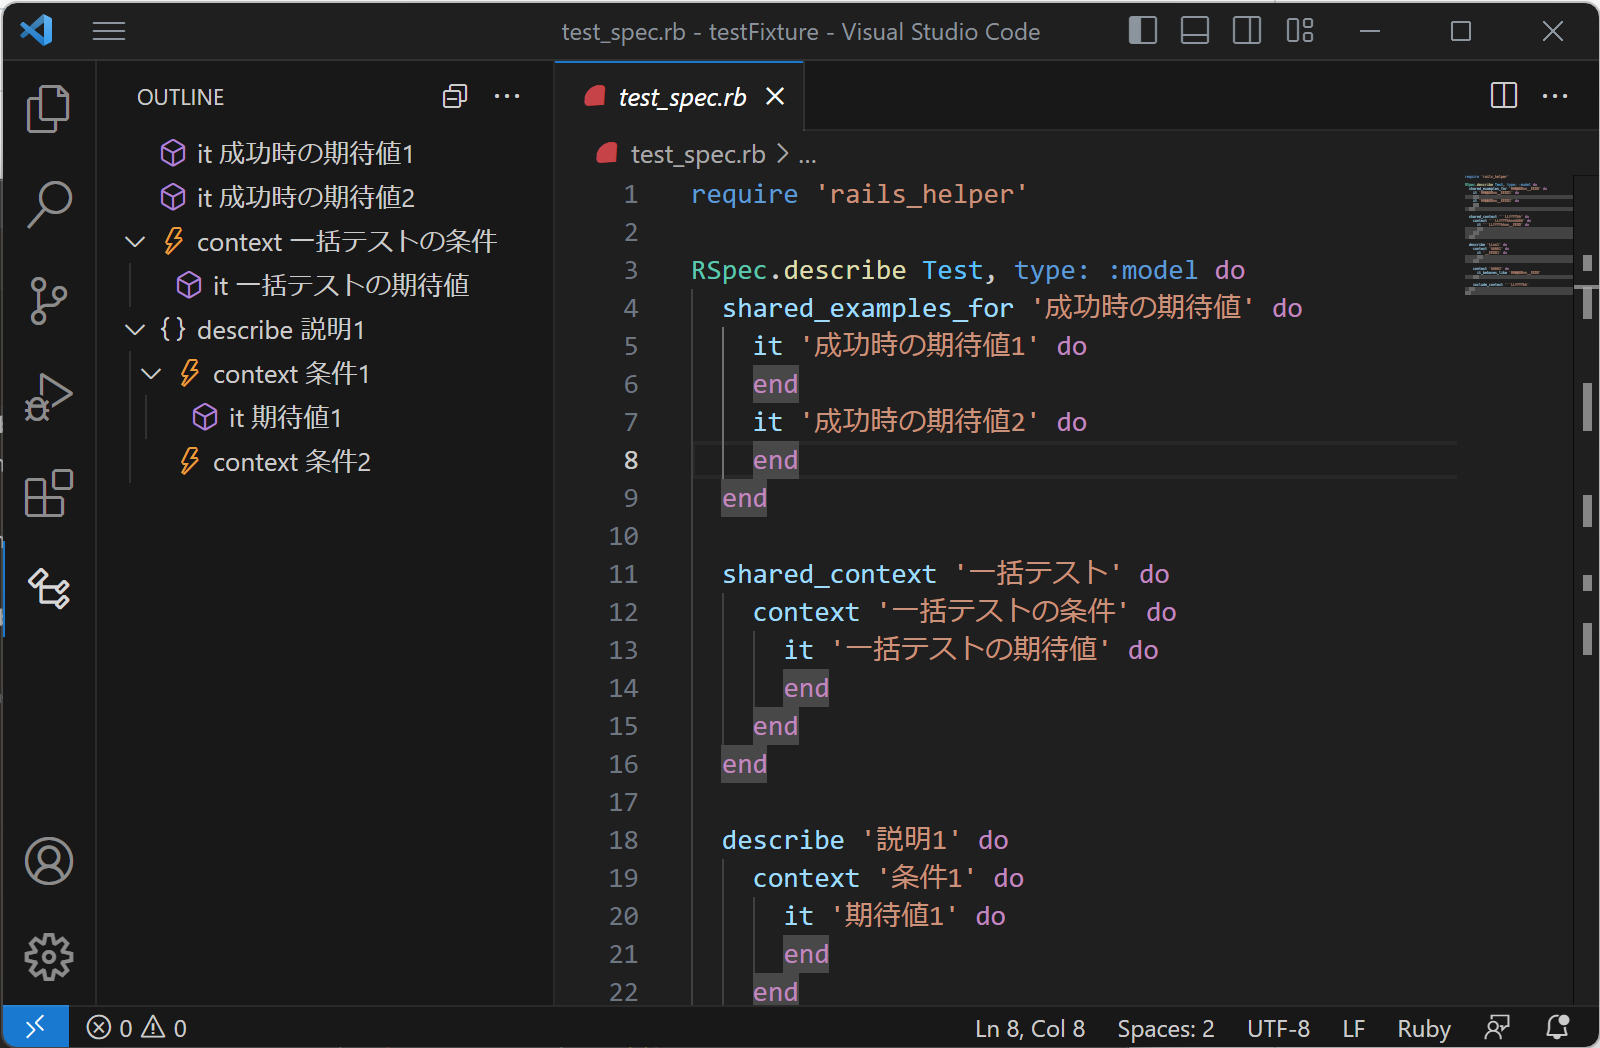 test_spec.rb - testFixture - Visual Studio Code
OUTLINE
it 成功時の期待値1
it 成功時の期待値2
context 一括テストの条件
it 一括テストの期待値
{} describe 説明1
context 条件1
it 期待値1
context 条件2
test_spec.rb
test_spec.rb > ...
1 require 'rails_helper'
2
3 RSpec.describe Test, type: :model do
4 shared_examples_for '成功時の期待値' do
5 it '成功時の期待値1' do
6 end
7 it '成功時の期待値2' do
8 end
9 end
10
11 shared_context '一括テスト' do
12 context '一括テストの条件' do
13 it '一括テストの期待値' do
14 end
15 end
16 end
17
18 describe '説明1' do
19 context '条件1' do
20 it '期待値1' do
21 end
22 end
0 0
Ln 8, Col 8 Spaces: 2 UTF-8 LF Ruby